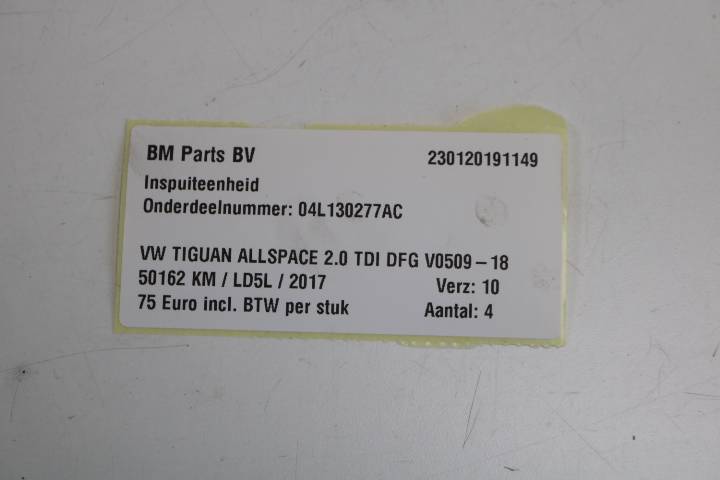 BM Parts BV 230120191149
Inspuiteenheid
Onderdeelnummer: 04L130277AC
VW TIGUAN ALLSPACE 2.0 TDI DFG V0509-18
50162 KM / LD5L / 2017 Verz: 10
75 Euro incl. BTW per stuk Aantal: 4